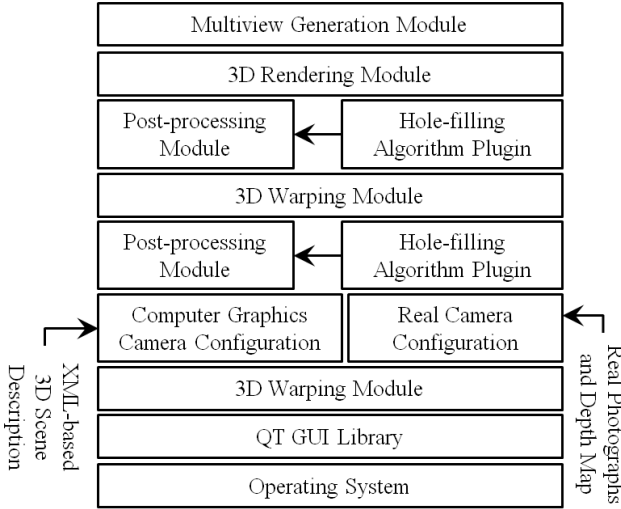 Multiview Generation Module
3D Rendering Module
Post-processing
Module
Hole-filling
Algorithm Plugin
3D Warping Module
Post-processing
Module
Hole-filling
Algorithm Plugin
Computer Graphics
Camera Configuration
Real Camera
Configuration
XML-based
3D Scene
Description
Real Photographs
and Depth Map
3D Warping Module
QT GUI Library
Operating System